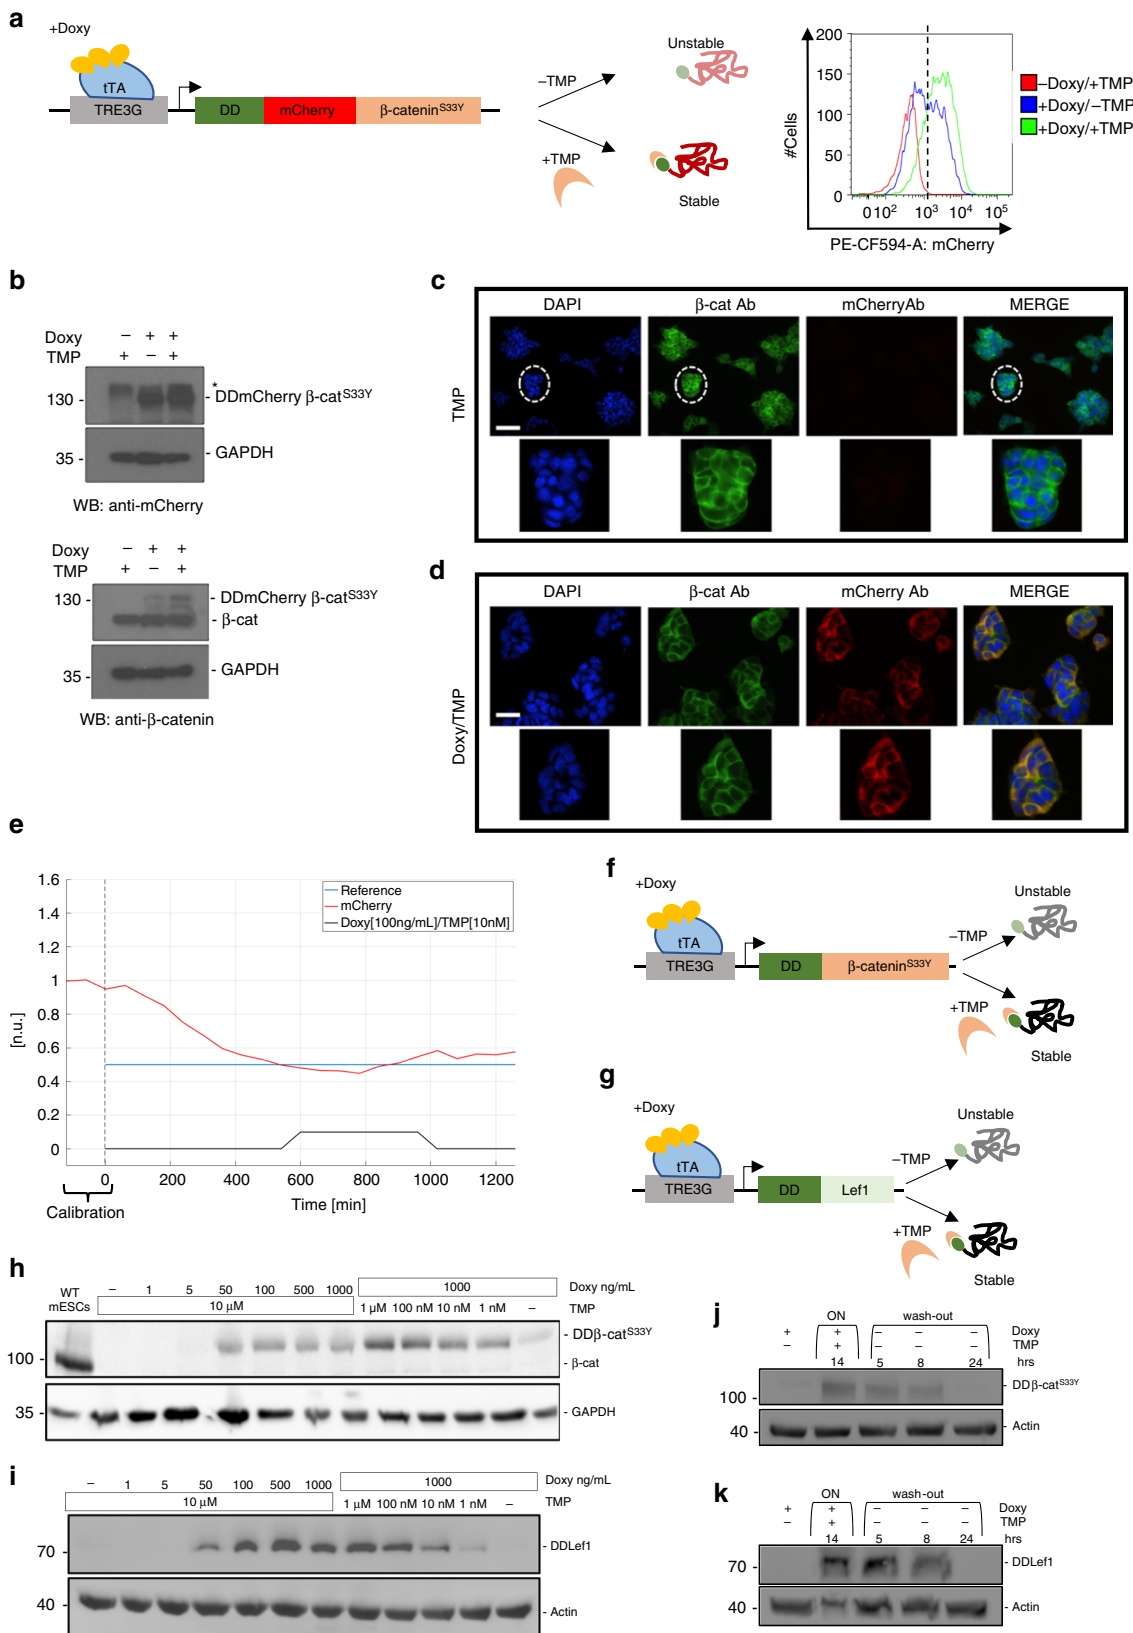 a
+Doxy
tTA
TRE3G
DD
mCherry
β-catenin^S33Y
–TMP
+TMP
Unstable
Stable
200
150
100
50
0
#Cells
0 10^2 10^3 10^4 10^5
PE-CF594-A: mCherry
–Doxy/+TMP
+Doxy/–TMP
+Doxy/+TMP
b
Doxy – + +
TMP + – +
*
130 -
- DDmCherry β-cat^S33Y
35 -
- GAPDH
WB: anti-mCherry
Doxy – + +
TMP + – +
130 -
- DDmCherry β-cat^S33Y
- β-cat
35 -
- GAPDH
WB: anti-β-catenin
c
DAPI β-cat Ab mCherryAb MERGE
TMP
d
DAPI β-cat Ab mCherry Ab MERGE
Doxy/TMP
e
1.6
1.4
1.2
1
0.8
0.6
0.4
0.2
0
[n.u.]
Reference
mCherry
Doxy[100ng/mL]/TMP[10nM]
0 200 400 600 800 1000 1200
Time [min]
Calibration
f
+Doxy
tTA
TRE3G
DD
β-catenin^S33Y
–TMP
+TMP
Unstable
Stable
g
+Doxy
tTA
TRE3G
DD
Lef1
–TMP
+TMP
Unstable
Stable
h
WT
mESCs
– 1 5 50 100 500 1000 1000 Doxy ng/mL
10 μM 1 μM 100 nM 10 nM 1 nM – TMP
- DDβ-cat^S33Y
100 -
- β-cat
35 -
- GAPDH
i
– 1 5 50 100 500 1000 1000 Doxy ng/mL
10 μM 1 μM 100 nM 10 nM 1 nM – TMP
70 -
- DDLef1
40 -
- Actin
j
ON wash-out
+ + – – – Doxy
– + – – – TMP
14 5 8 24 hrs
- DDβ-cat^S33Y
100 -
40 -
- Actin
k
ON wash-out
+ + – – – Doxy
– + – – – TMP
14 5 8 24 hrs
70 -
- DDLef1
40 -
- Actin